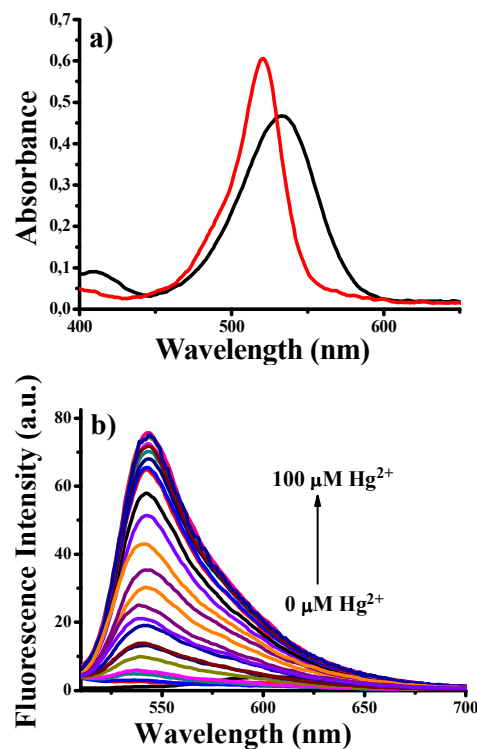 a)
Absorbance
0,7
0,6
0,5
0,4
0,3
0,2
0,1
0,0
400 500 600
Wavelength (nm)
b)
Fluorescence Intensity (a.u.)
80
60
40
20
0
100 µM Hg²⁺
0 µM Hg²⁺
550 600 650 700
Wavelength (nm)